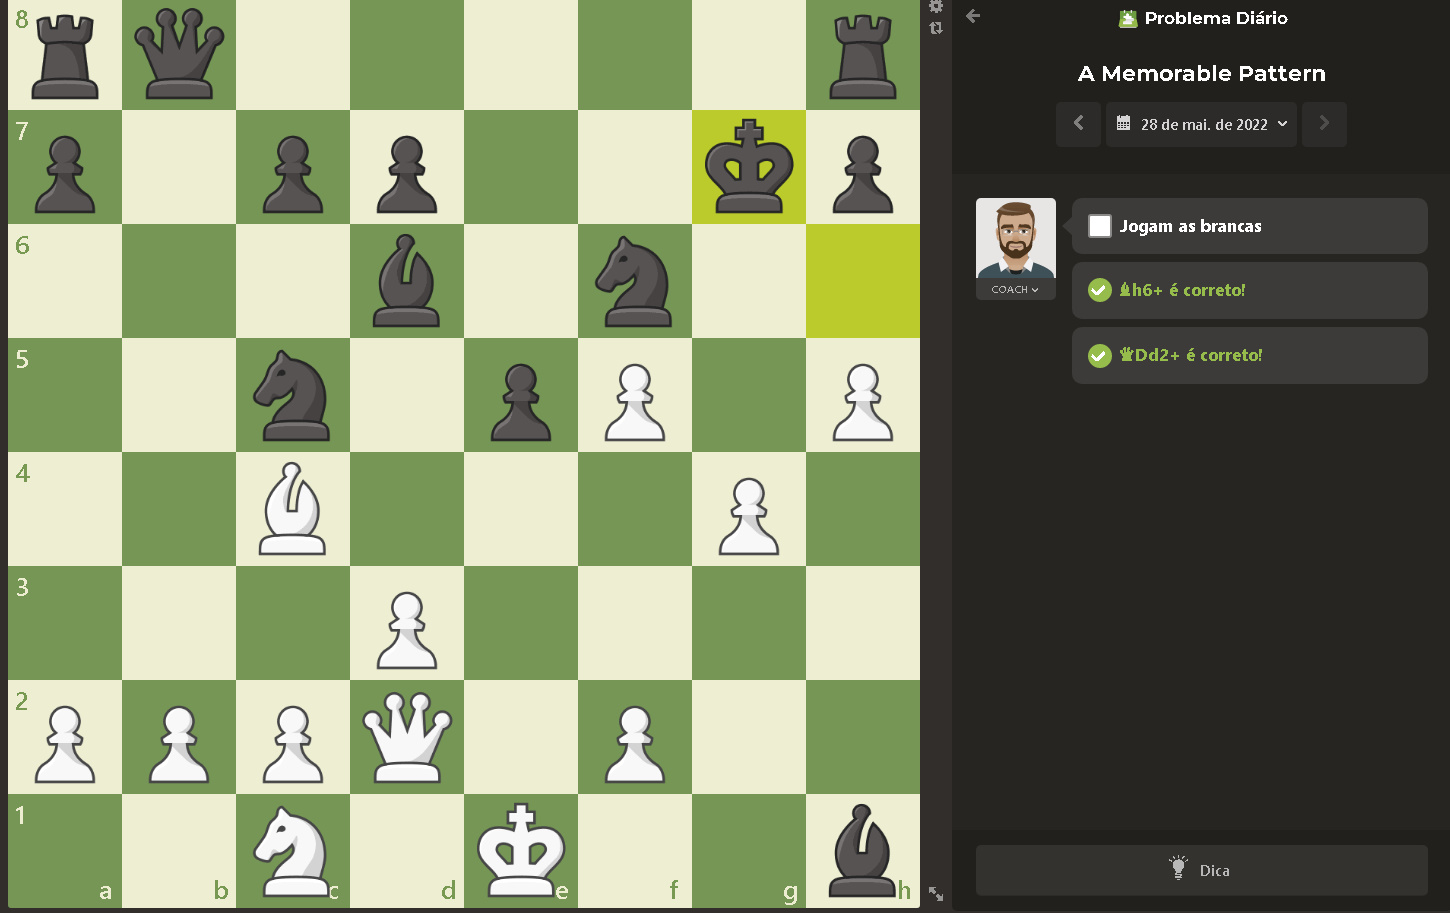 8
7
6
5
4
3
2
1
a b c d e f g h
Problema Diário
A Memorable Pattern
28 de mai. de 2022
COACH
Jogam as brancas
h6+ é correto!
Dd2+ é correto!
Dica